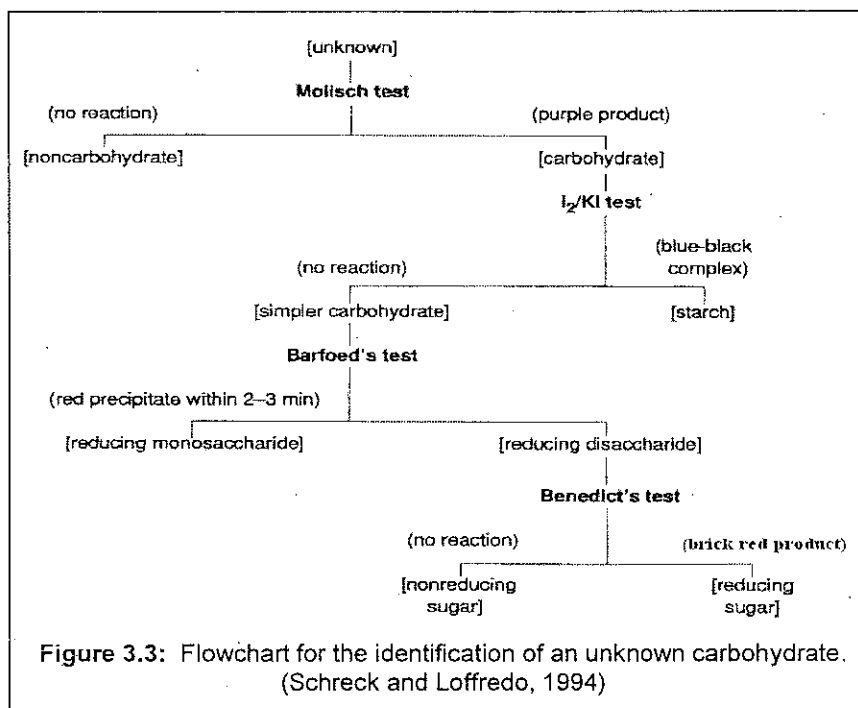 [unknown]
Molisch test
(no reaction) (purple product)
[noncarbohydrate] [carbohydrate]
I₂/KI test
(blue-black
(no reaction) complex)
[simpler carbohydrate] [starch]
Barfoed's test
(red precipitate within 2–3 min)
[reducing monosaccharide] [reducing disaccharide]
Benedict's test
(no reaction) (brick red product)
[nonreducing [reducing
sugar] sugar]
Figure 3.3: Flowchart for the identification of an unknown carbohydrate.
(Schreck and Loffredo, 1994)